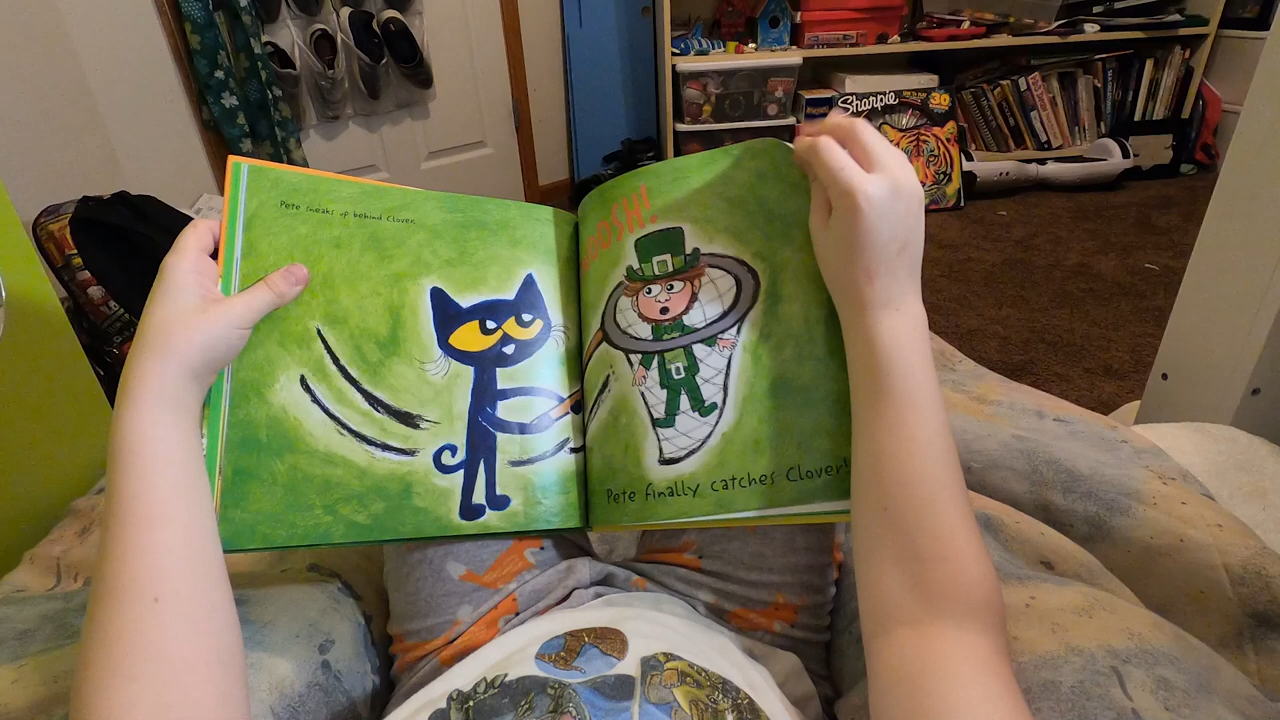 Pete sneaks up behind Clover.
OOSH!
Pete finally catches Clover!
Sharpie
30